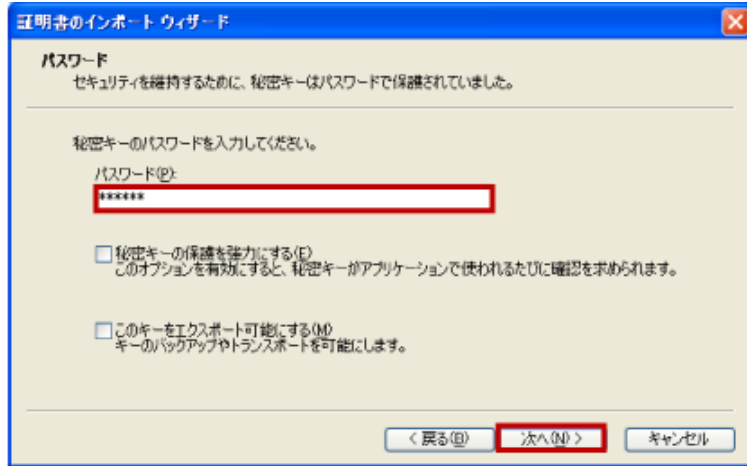 証明書のインポート ウィザード
パスワード
セキュリティを維持するために、秘密キーはパスワードで保護されていました。
秘密キーのパスワードを入力してください。
パスワード(P):
******
秘密キーの保護を強力にする(E)
このオプションを有効にすると、秘密キーがアプリケーションで使われるたびに確認を求められます。
このキーをエクスポート可能にする(M)
キーのバックアップやトランスポートを可能にします。
< 戻る(B) 次へ(N) > キャンセル